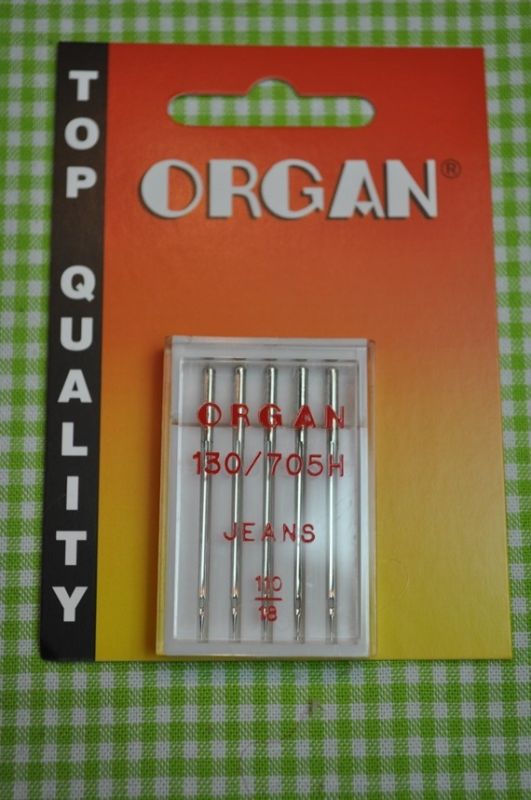 TOP QUALITY
ORGAN®
ORGAN
130/705H
JEANS
110
18